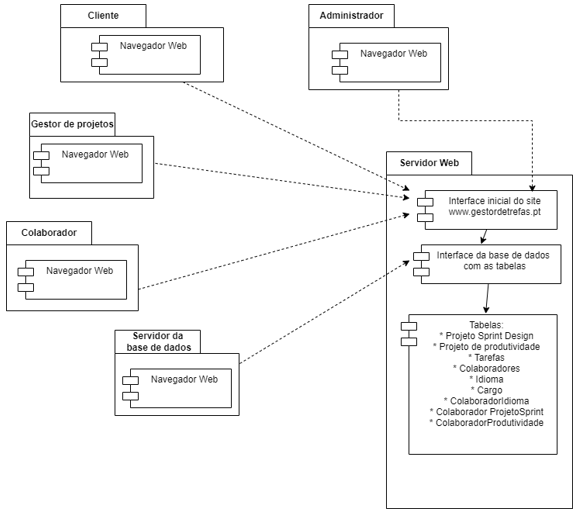 Cliente
Navegador Web
Administrador
Navegador Web
Gestor de projetos
Navegador Web
Colaborador
Navegador Web
Servidor da
base de dados
Navegador Web
Servidor Web
Interface inicial do site
www.gestordetrefas.pt
Interface da base de dados
com as tabelas
Tabelas:
* Projeto Sprint Design
* Projeto de produtividade
* Tarefas
* Colaboradores
* Idioma
* Cargo
* ColaboradorIdioma
* Colaborador ProjetoSprint
* ColaboradorProdutividade